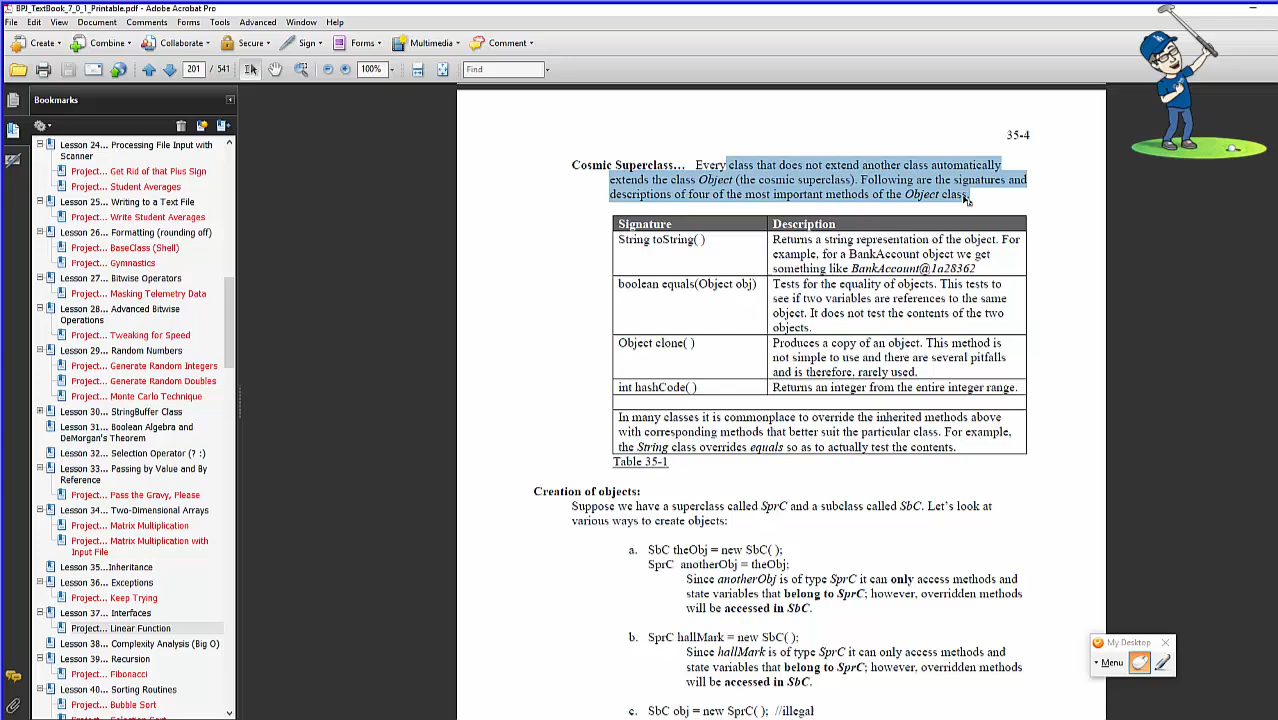 BPI_TextBook_7_0_1_Printable.pdf - Adobe Acrobat Pro
File Edit View Document Comments Forms Tools Advanced Window Help
Create Combine Collaborate Secure Sign Forms Multimedia Comment
201 / 541 100% Find
Bookmarks
Lesson 24... Processing File Input with
Scanner
Project... Get Rid of that Plus Sign
Project... Student Averages
Lesson 25... Writing to a Text File
Project... Write Student Averages
Lesson 26... Formatting (rounding off)
Project... BaseClass (Shell)
Project... Gymnastics
Lesson 27... Bitwise Operators
Project... Masking Telemetry Data
Lesson 28... Advanced Bitwise
Operations
Project... Tweaking for Speed
Lesson 29... Random Numbers
Project... Generate Random Integers
Project... Generate Random Doubles
Project... Monte Carlo Technique
Lesson 30... StringBuffer Class
Lesson 31... Boolean Algebra and
DeMorgan's Theorem
Lesson 32... Selection Operator (? :)
Lesson 33... Passing by Value and By
Reference
Project... Pass the Gravy, Please
Lesson 34... Two-Dimensional Arrays
Project... Matrix Multiplication
Project... Matrix Multiplication with
Input File
Lesson 35...Inheritance
Lesson 36... Exceptions
Project... Keep Trying
Lesson 37... Interfaces
Project... Linear Function
Lesson 38... Complexity Analysis (Big O)
Lesson 39... Recursion
Project... Fibonacci
Lesson 40... Sorting Routines
Project... Bubble Sort
Project... Selection Sort
35-4
Cosmic Superclass... Every class that does not extend another class automatically
extends the class Object (the cosmic superclass). Following are the signatures and
descriptions of four of the most important methods of the Object class.
Signature Description
String toString( ) Returns a string representation of the object. For
example, for a BankAccount object we get
something like BankAccount@1a28362
boolean equals(Object obj) Tests for the equality of objects. This tests to
see if two variables are references to the same
object. It does not test the contents of the two
objects.
Object clone( ) Produces a copy of an object. This method is
not simple to use and there are several pitfalls
and is therefore, rarely used.
int hashCode( ) Returns an integer from the entire integer range.
In many classes it is commonplace to override the inherited methods above
with corresponding methods that better suit the particular class. For example,
the String class overrides equals so as to actually test the contents.
Table 35-1
Creation of objects:
Suppose we have a superclass called SprC and a subclass called SbC. Let's look at
various ways to create objects:
a. SbC theObj = new SbC( );
SprC anotherObj = theObj;
Since anotherObj is of type SprC it can only access methods and
state variables that belong to SprC; however, overridden methods
will be accessed in SbC.
b. SprC hallMark = new SbC( );
Since hallMark is of type SprC it can only access methods and
state variables that belong to SprC; however, overridden methods
will be accessed in SbC.
c. SbC obj = new SprC( ); //illegal
My Desktop
Menu